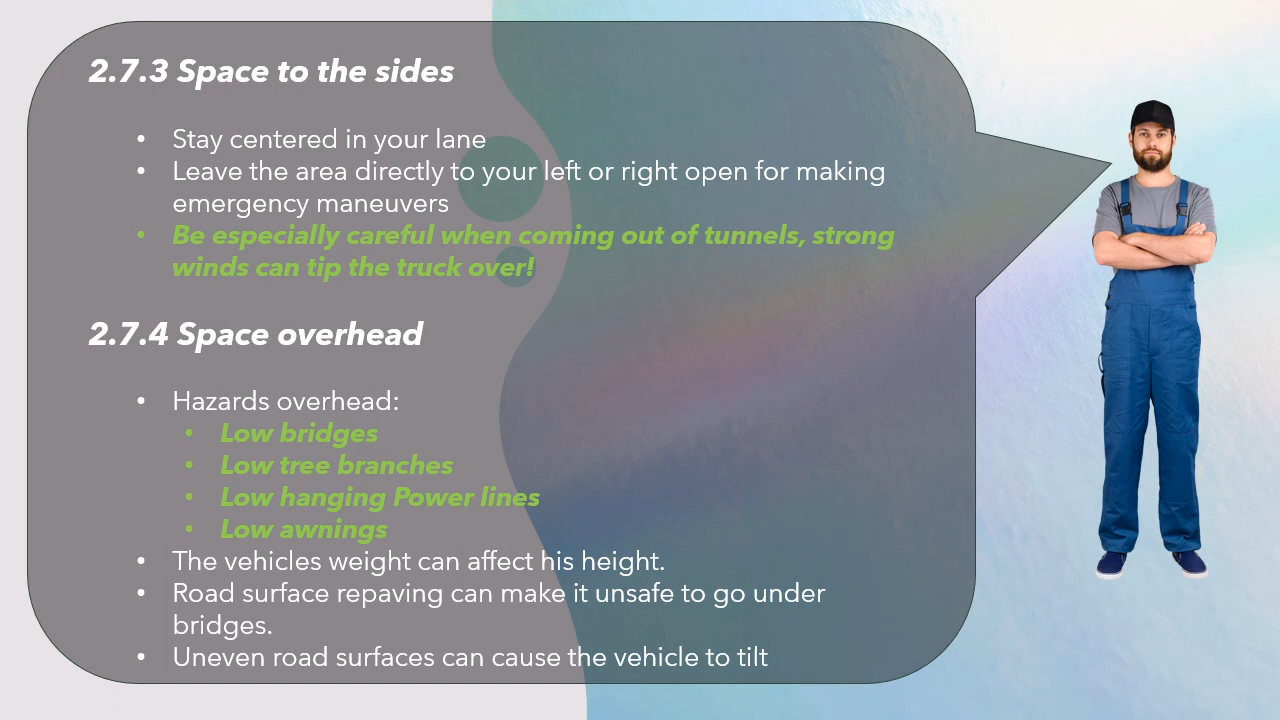 2.7.3 Space to the sides
• Stay centered in your lane
• Leave the area directly to your left or right open for making
emergency maneuvers
• Be especially careful when coming out of tunnels, strong
winds can tip the truck over!
2.7.4 Space overhead
• Hazards overhead:
• Low bridges
• Low tree branches
• Low hanging Power lines
• Low awnings
• The vehicles weight can affect his height.
• Road surface repaving can make it unsafe to go under
bridges.
• Uneven road surfaces can cause the vehicle to tilt